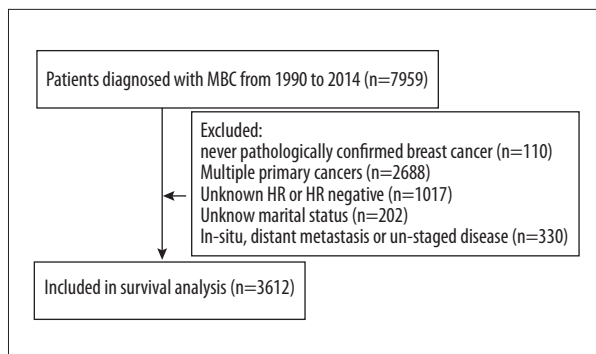 Patients diagnosed with MBC from 1990 to 2014 (n=7959)
Excluded:
never pathologically confirmed breast cancer (n=110)
Multiple primary cancers (n=2688)
Unknown HR or HR negative (n=1017)
Unknow marital status (n=202)
In-situ, distant metastasis or un-staged disease (n=330)
Included in survival analysis (n=3612)